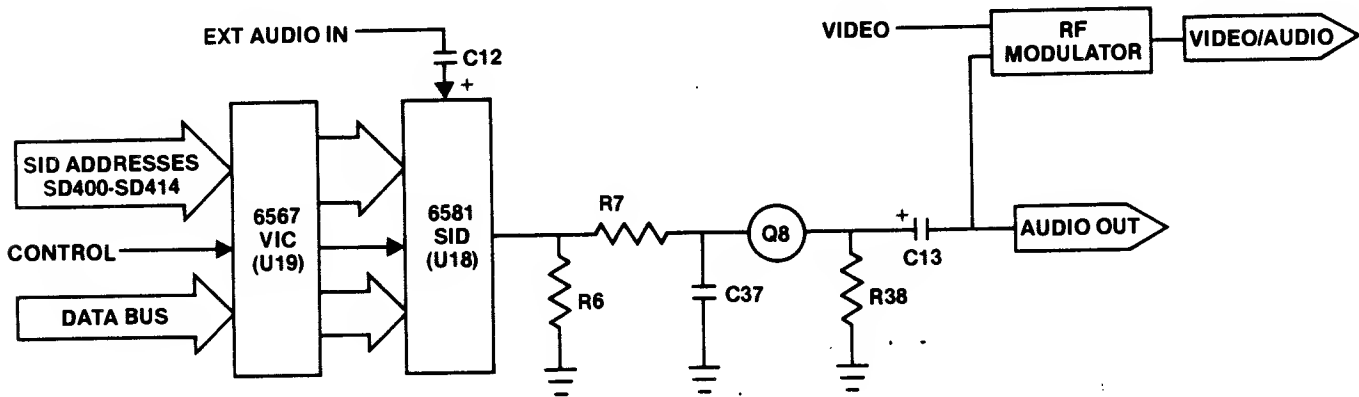 EXT AUDIO IN
C12
+
VIDEO
RF
MODULATOR
VIDEO/AUDIO
SID ADDRESSES
SD400-SD414
CONTROL
DATA BUS
6567
VIC
(U19)
6581
SID
(U18)
R7
R6
C37
Q8
+
C13
R38
AUDIO OUT